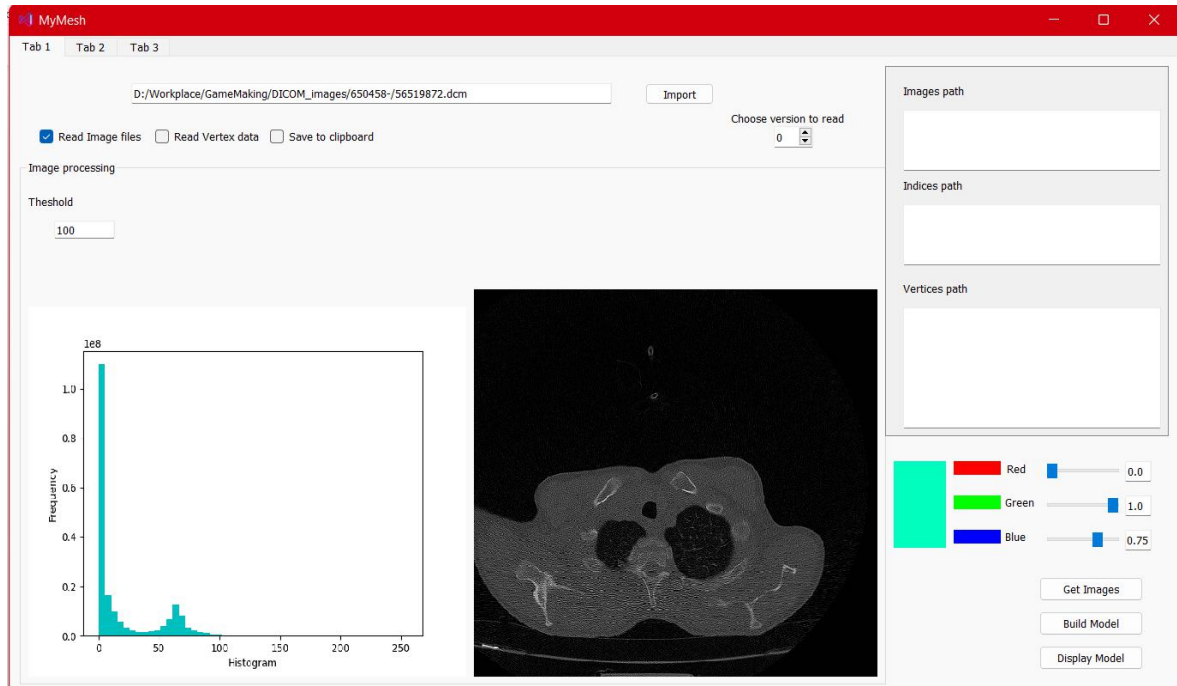 MyMesh
Tab 1 Tab 2 Tab 3
D:/Workplace/GameMaking/DICOM_images/650458-/56519872.dcm Import
Choose version to read
Read Image files Read Vertex data Save to clipboard 0
Image processing
Theshold
100
1e8
1.0
0.8
0.6
0.4
0.2
0.0
Frequency
0 50 100 150 200 250
Histogram
Images path
Indices path
Vertices path
Red 0.0
Green 1.0
Blue 0.75
Get Images
Build Model
Display Model